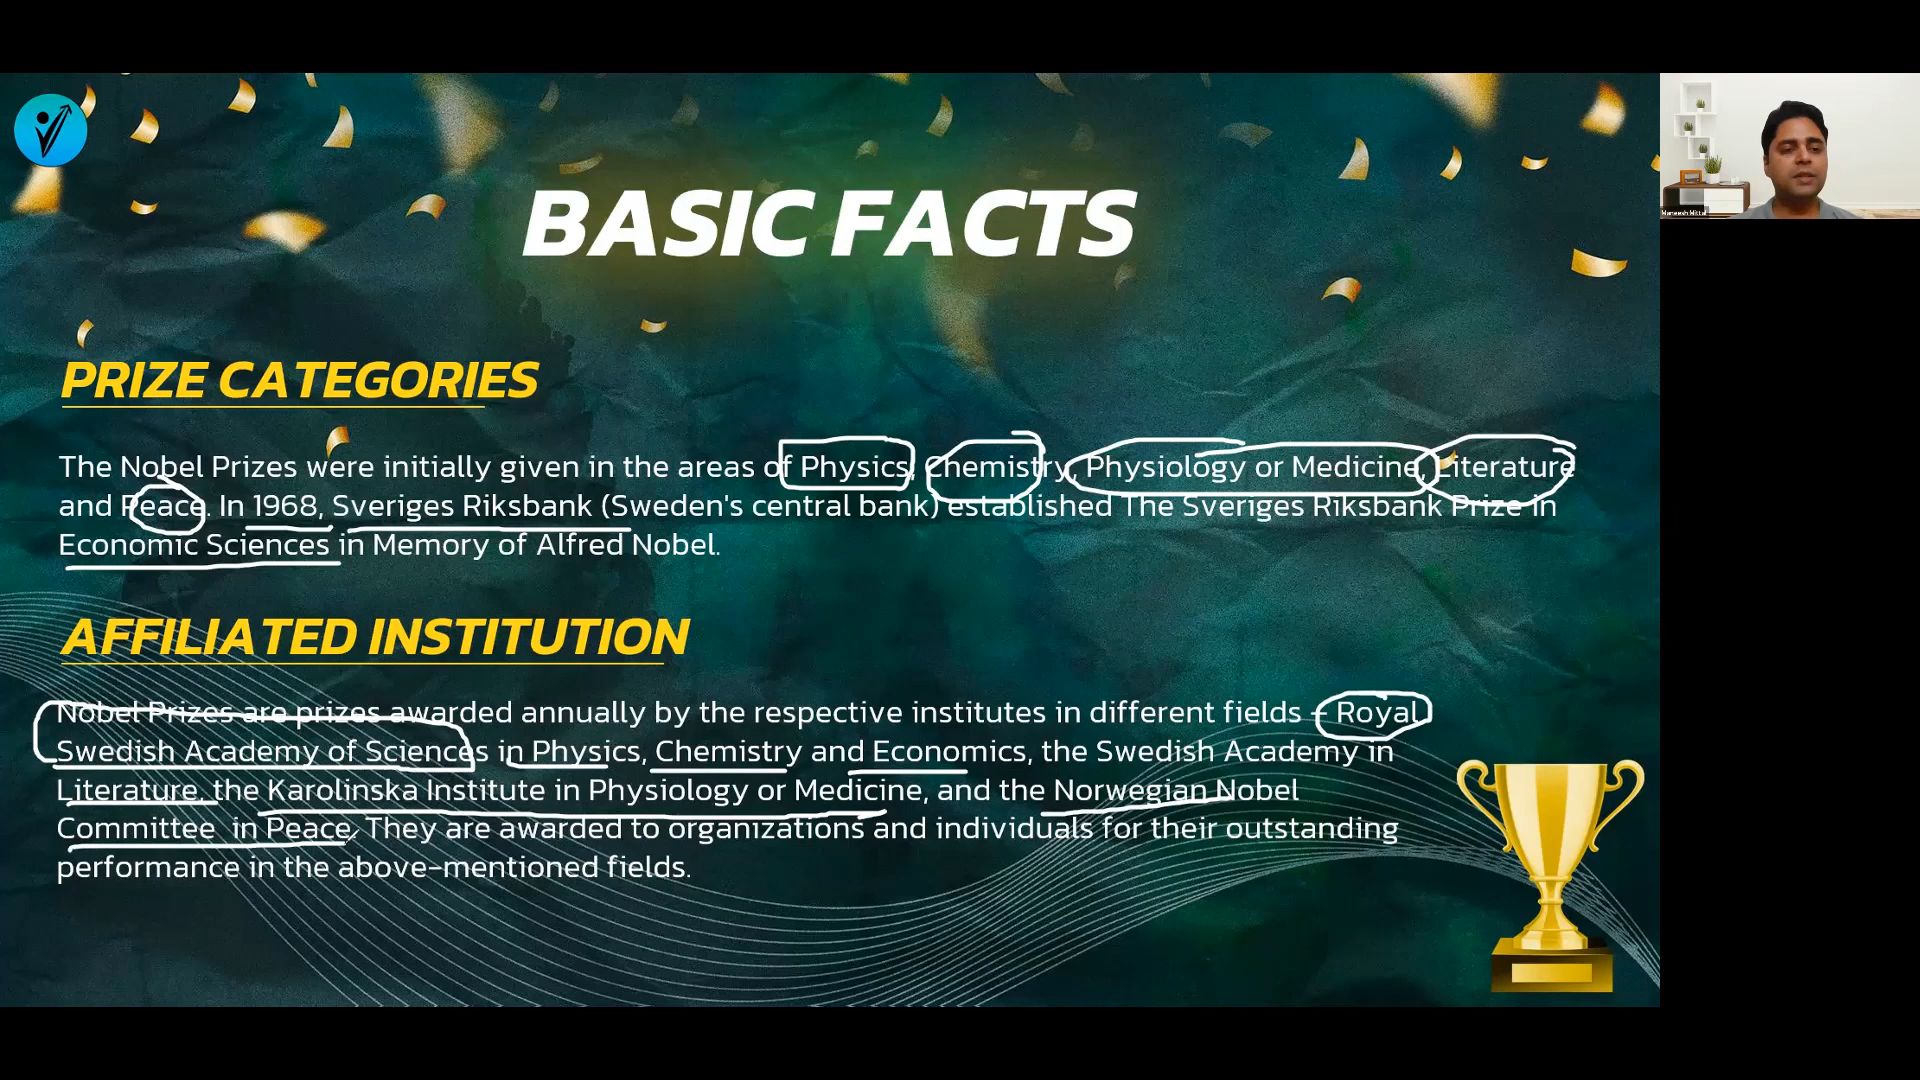 BASIC FACTS
PRIZE CATEGORIES
The Nobel Prizes were initially given in the areas of Physics, Chemistry, Physiology or Medicine, Literature
and Peace. In 1968, Sveriges Riksbank (Sweden's central bank) established The Sveriges Riksbank Prize in
Economic Sciences in Memory of Alfred Nobel.
AFFILIATED INSTITUTION
Nobel Prizes are prizes awarded annually by the respective institutes in different fields – Royal
Swedish Academy of Sciences in Physics, Chemistry and Economics, the Swedish Academy in
Literature, the Karolinska Institute in Physiology or Medicine, and the Norwegian Nobel
Committee in Peace. They are awarded to organizations and individuals for their outstanding
performance in the above-mentioned fields.
Maneesh Mittal